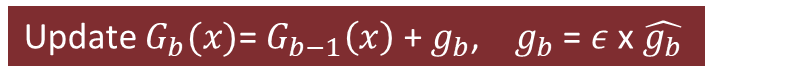 Update G_b(x)= G_{b−1}(x) + g_b,   g_b = ϵ x \widehat{g_b}